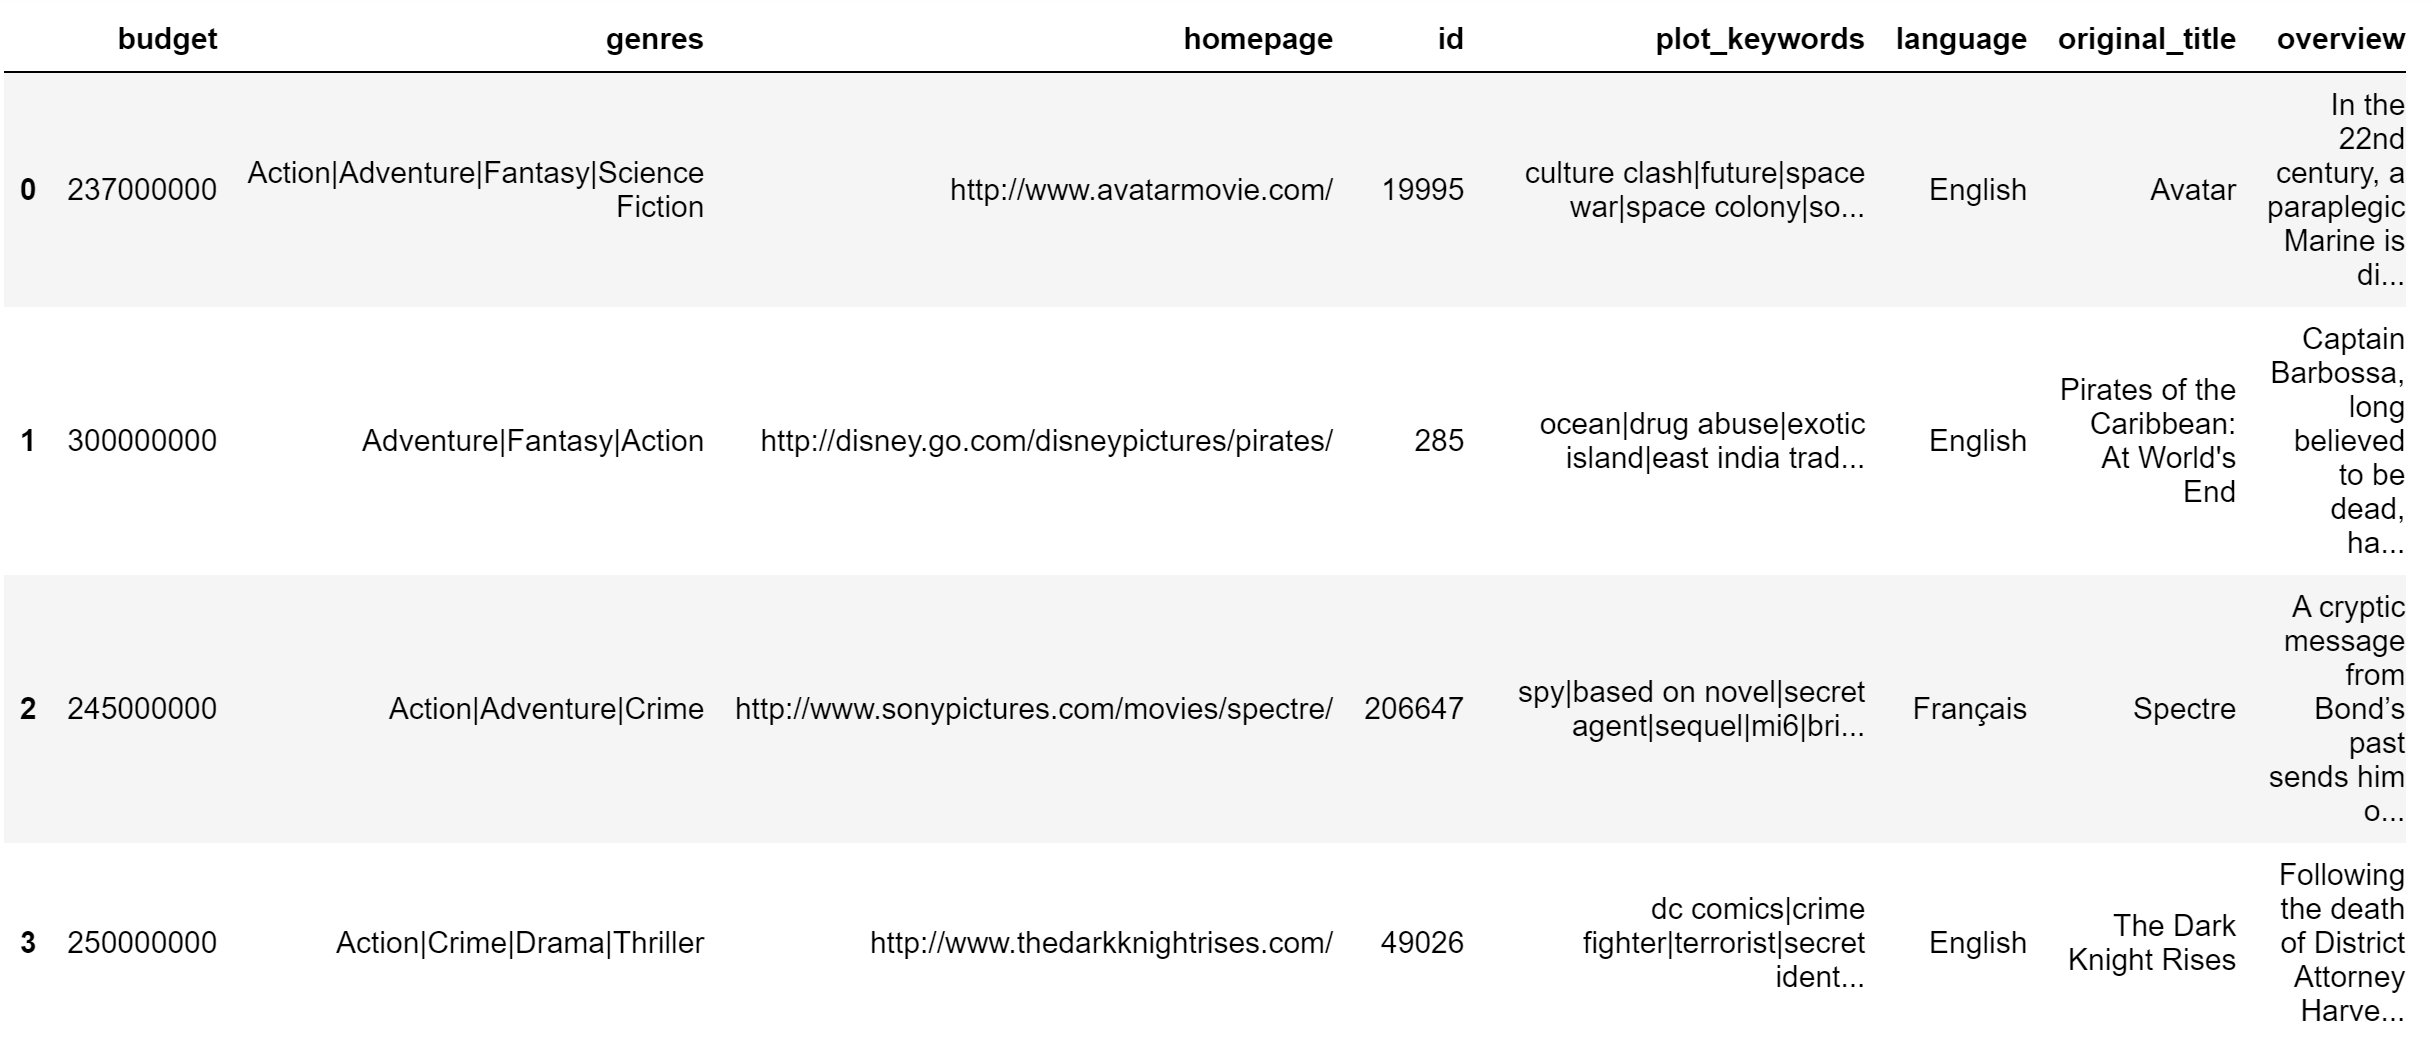 budget genres homepage id plot_keywords language original_title overview
0 237000000 Action|Adventure|Fantasy|Science Fiction http://www.avatarmovie.com/ 19995 culture clash|future|space war|space colony|so... English Avatar In the 22nd century, a paraplegic Marine is di...
1 300000000 Adventure|Fantasy|Action http://disney.go.com/disneypictures/pirates/ 285 ocean|drug abuse|exotic island|east india trad... English Pirates of the Caribbean: At World's End Captain Barbossa, long believed to be dead, ha...
2 245000000 Action|Adventure|Crime http://www.sonypictures.com/movies/spectre/ 206647 spy|based on novel|secret agent|sequel|mi6|bri... Français Spectre A cryptic message from Bond’s past sends him o...
3 250000000 Action|Crime|Drama|Thriller http://www.thedarkknightrises.com/ 49026 dc comics|crime fighter|terrorist|secret ident... English The Dark Knight Rises Following the death of District Attorney Harve...